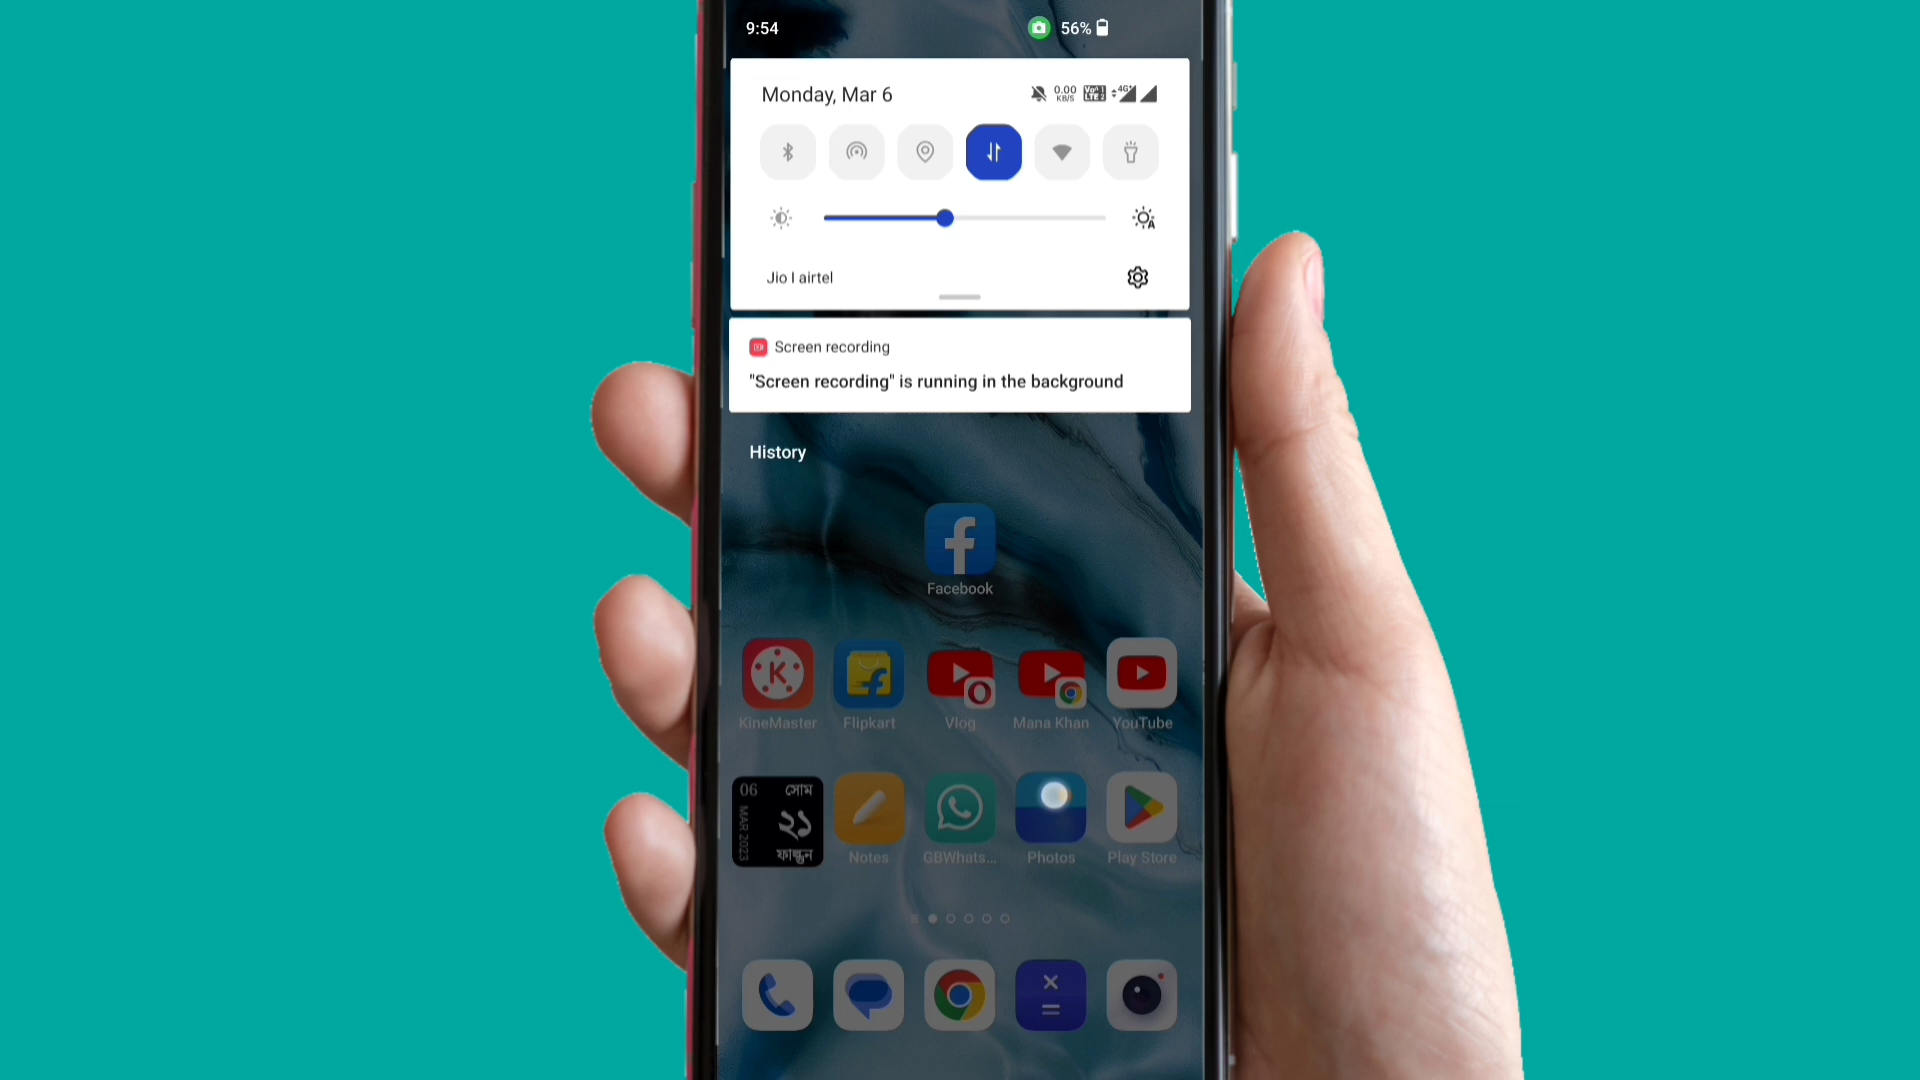 9:54
56%
Monday, Mar 6
0.00
KB/S
4G+
Jio I airtel
Screen recording
"Screen recording" is running in the background
History
Facebook
KineMaster
Flipkart
Vlog
Mana Khan
YouTube
06
সোম
MAR 2023
২১
ফাল্গুন
Notes
GBWhats...
Photos
Play Store